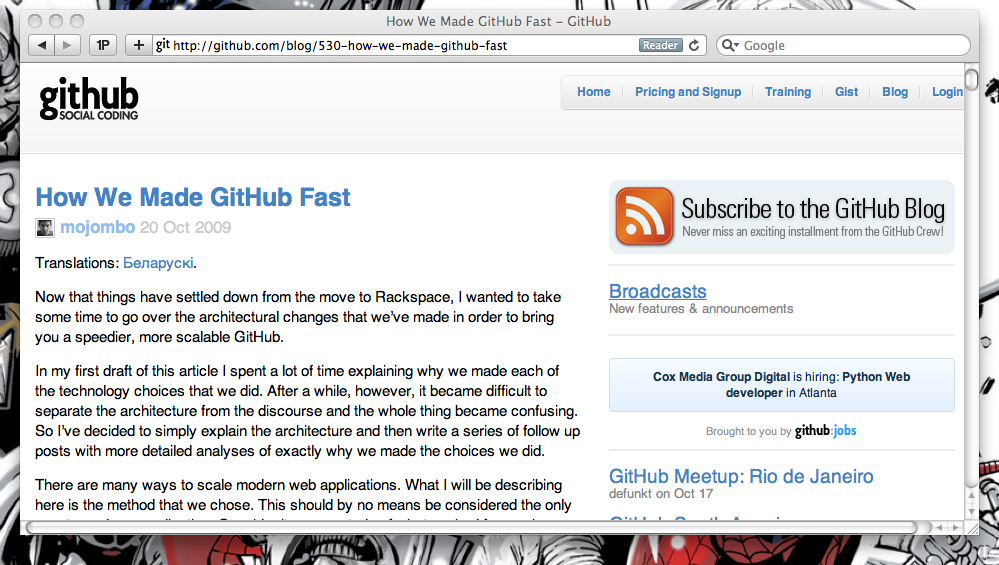 How We Made GitHub Fast – GitHub
1P
+
git http://github.com/blog/530-how-we-made-github-fast
Reader
Google
github
SOCIAL CODING
Home
Pricing and Signup
Training
Gist
Blog
Login
How We Made GitHub Fast
mojombo 20 Oct 2009
Translations: Беларускі.
Now that things have settled down from the move to Rackspace, I wanted to take
some time to go over the architectural changes that we've made in order to bring
you a speedier, more scalable GitHub.
In my first draft of this article I spent a lot of time explaining why we made each of
the technology choices that we did. After a while, however, it became difficult to
separate the architecture from the discourse and the whole thing became confusing.
So I've decided to simply explain the architecture and then write a series of follow up
posts with more detailed analyses of exactly why we made the choices we did.
There are many ways to scale modern web applications. What I will be describing
here is the method that we chose. This should by no means be considered the only
Subscribe to the GitHub Blog
Never miss an exciting installment from the GitHub Crew!
Broadcasts
New features & announcements
Cox Media Group Digital is hiring: Python Web
developer in Atlanta
Brought to you by github:jobs
GitHub Meetup: Rio de Janeiro
defunkt on Oct 17